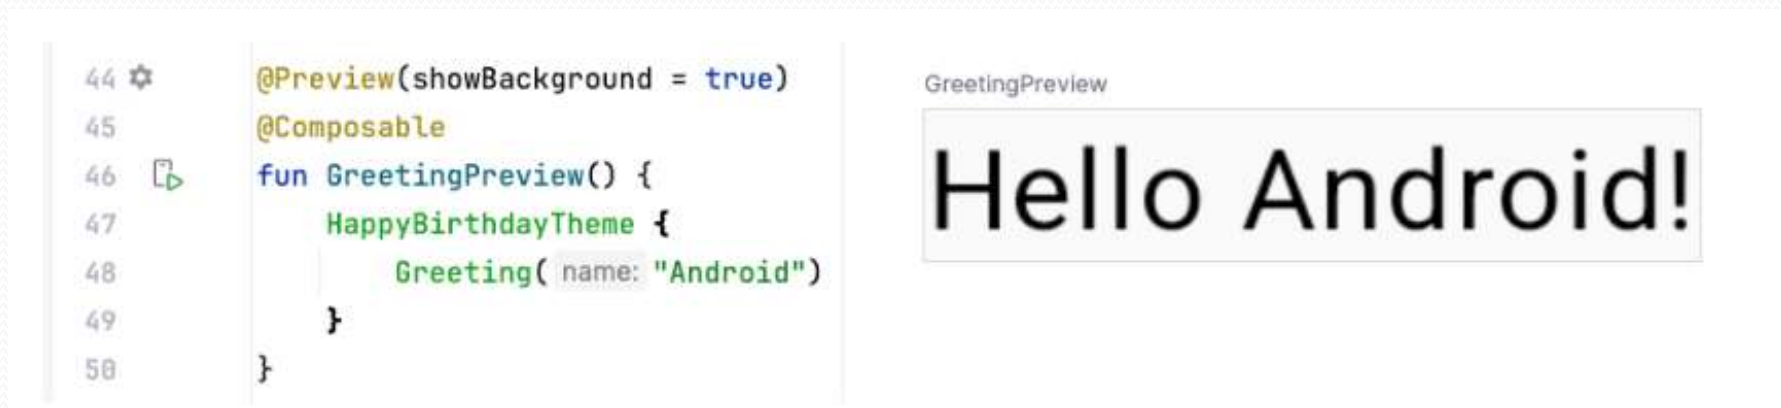 44 @Preview(showBackground = true)
45 @Composable
46 fun GreetingPreview() {
47 HappyBirthdayTheme {
48 Greeting( name: "Android")
49 }
50 }
GreetingPreview
Hello Android!